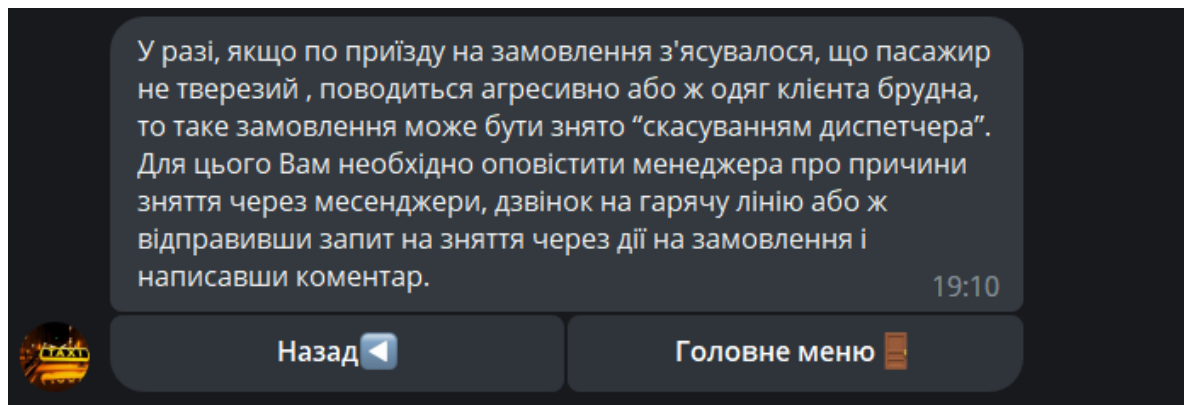 У разі, якщо по приїзду на замовлення з'ясувалося, що пасажир
не тверезий , поводиться агресивно або ж одяг клієнта брудна,
то таке замовлення може бути знято “скасуванням диспетчера”.
Для цього Вам необхідно оповістити менеджера про причини
зняття через месенджери, дзвінок на гарячу лінію або ж
відправивши запит на зняття через дії на замовлення і
написавши коментар.
19:10
TAXI
Назад◀️
Головне меню🚪